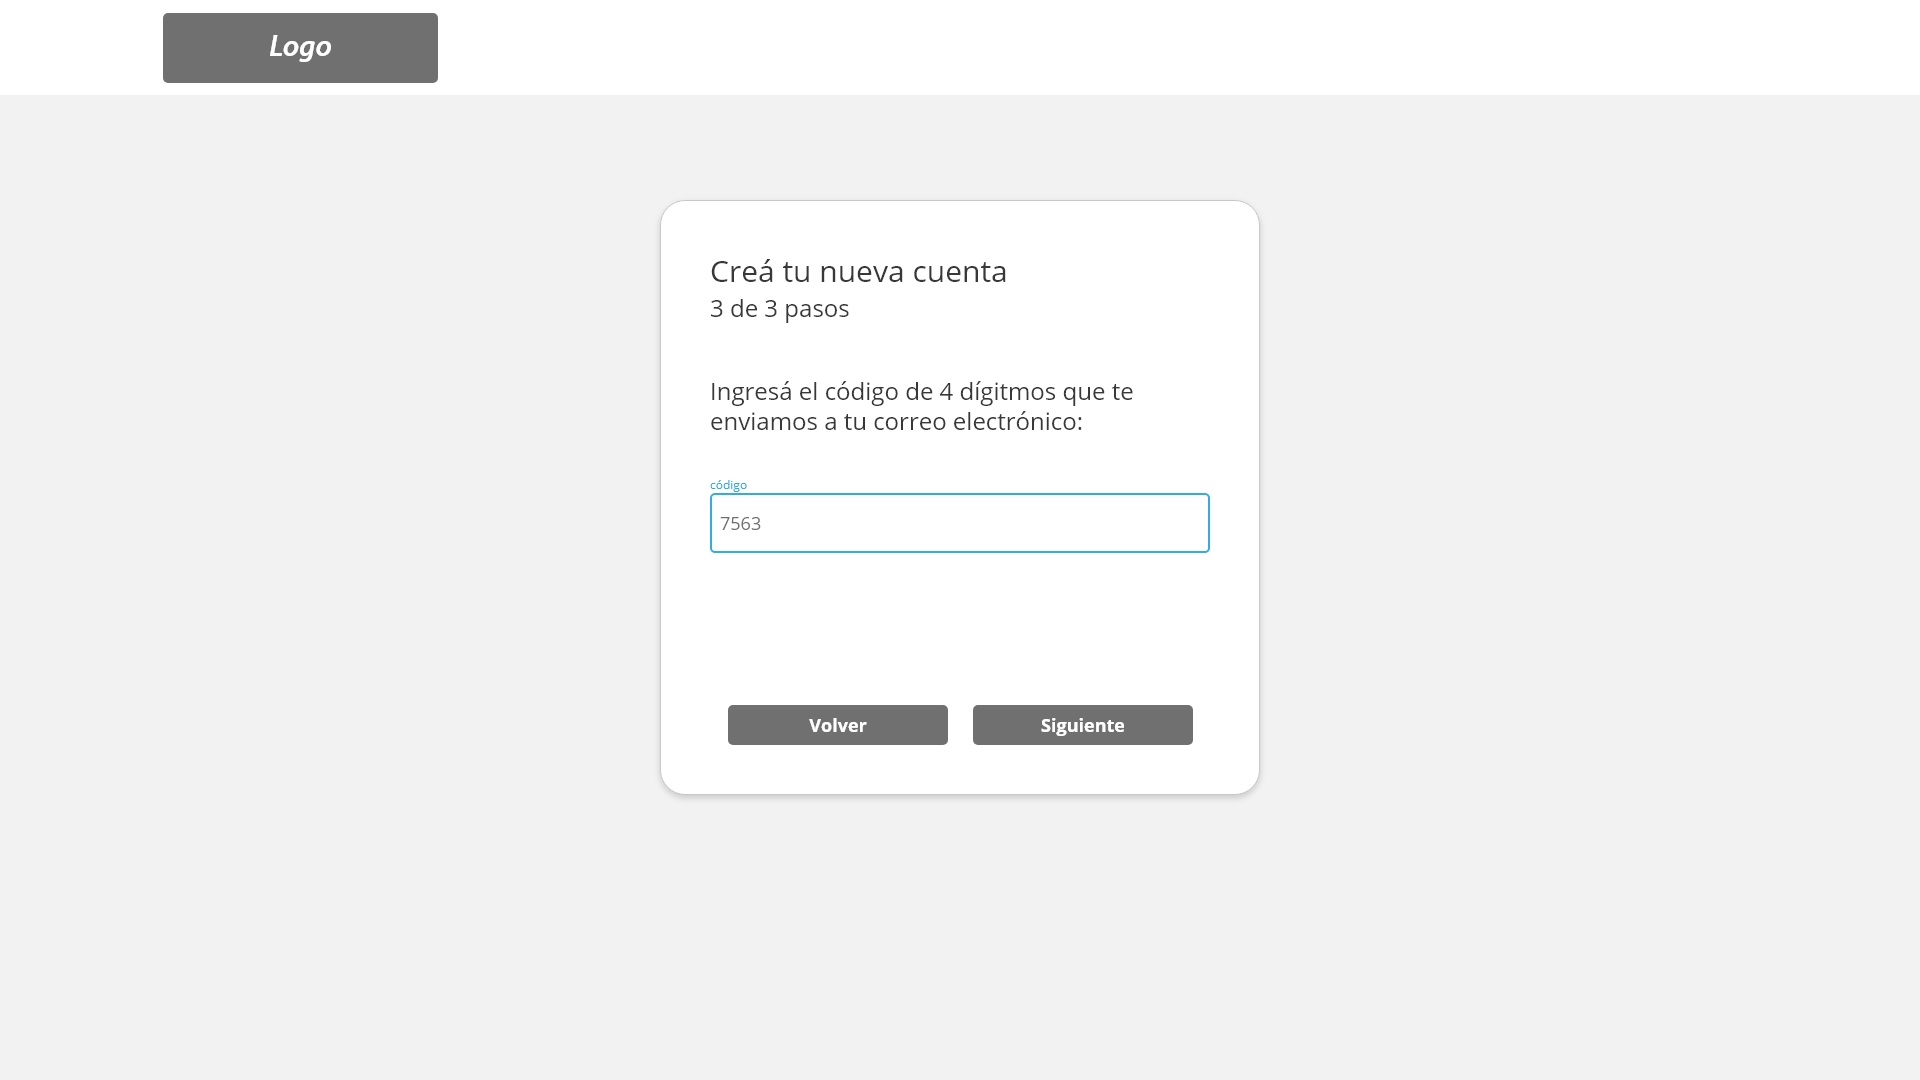 Logo
Creá tu nueva cuenta
3 de 3 pasos
Ingresá el código de 4 dígitmos que te
enviamos a tu correo electrónico:
código
7563
Volver
Siguiente